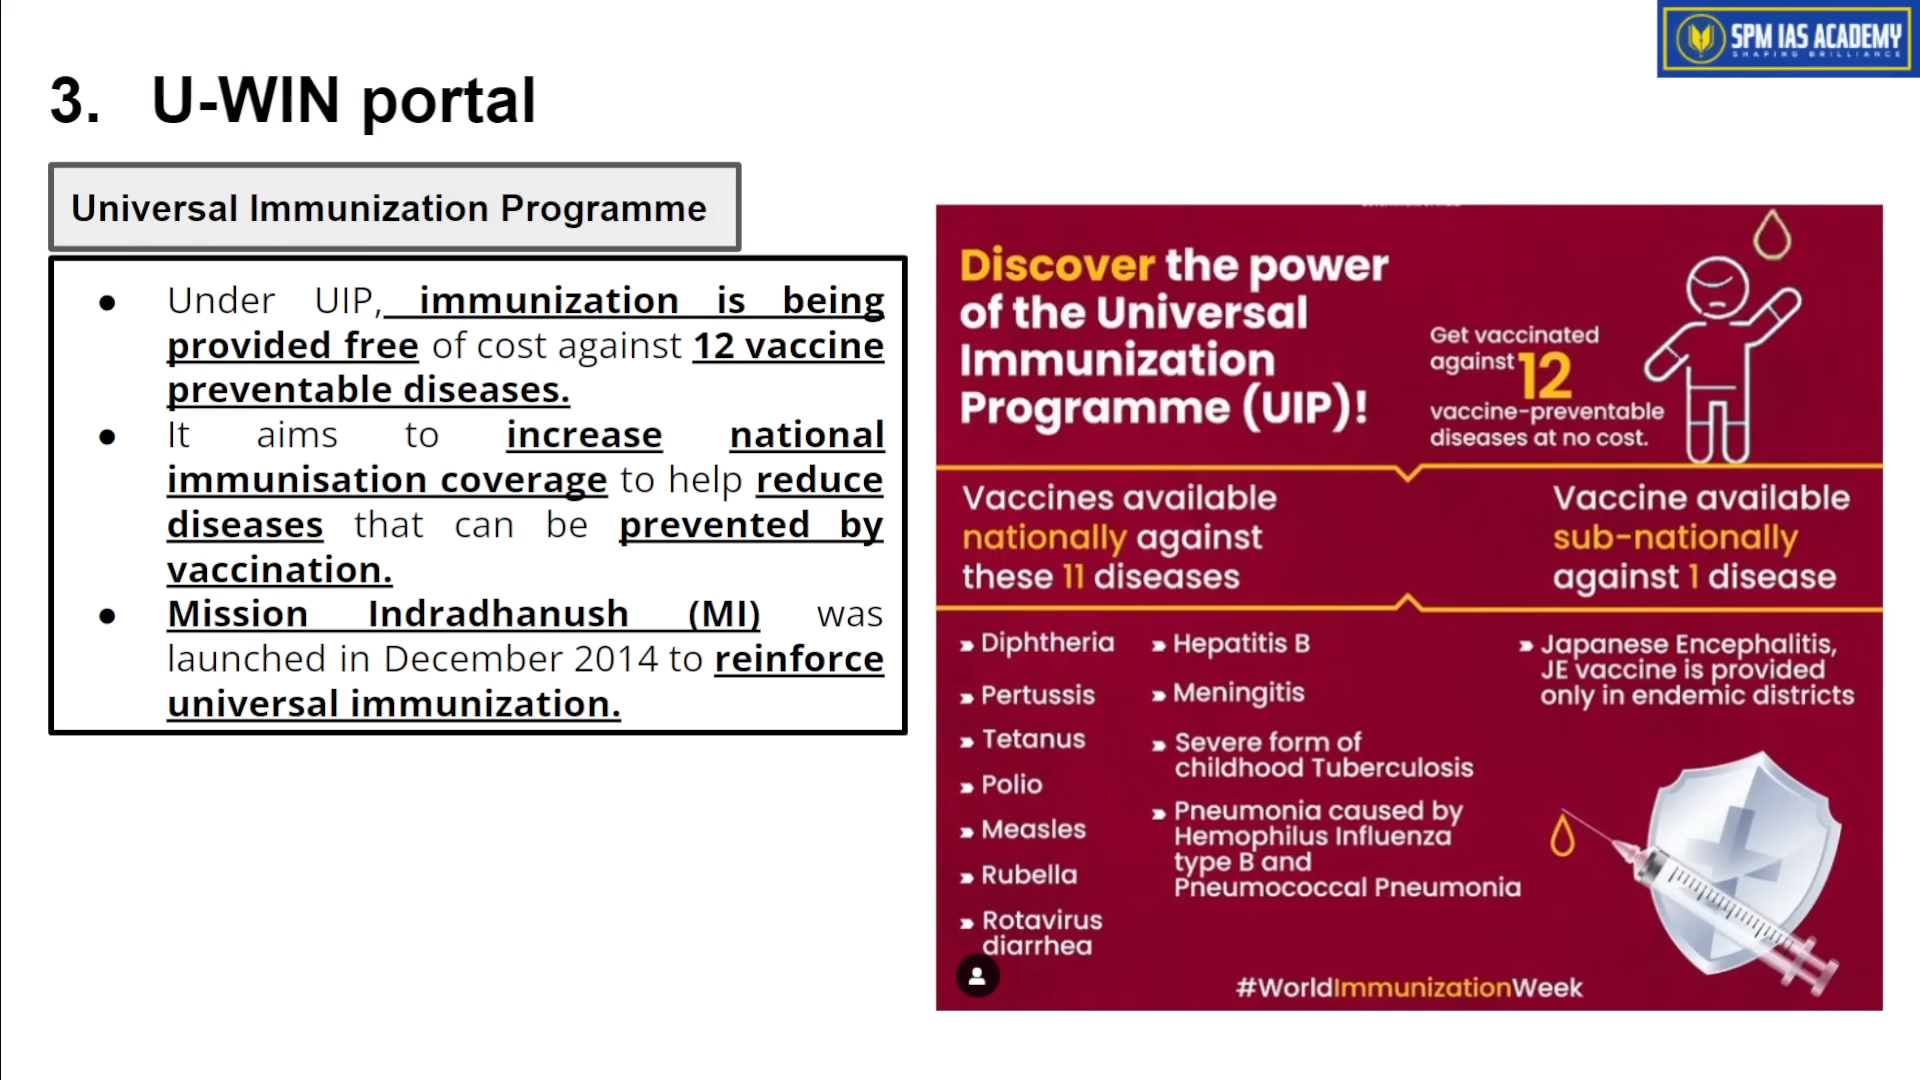 SPM IAS ACADEMY
SHAPING BRILLIANCE
3. U-WIN portal
Universal Immunization Programme
● Under UIP, immunization is being
provided free of cost against 12 vaccine
preventable diseases.
● It aims to increase national
immunisation coverage to help reduce
diseases that can be prevented by
vaccination.
● Mission Indradhanush (MI) was
launched in December 2014 to reinforce
universal immunization.
Discover the power
of the Universal
Immunization
Programme (UIP)!
Get vaccinated
against 12
vaccine-preventable
diseases at no cost.
Vaccines available
nationally against
these 11 diseases
Vaccine available
sub-nationally
against 1 disease
Diphtheria
Pertussis
Tetanus
Polio
Measles
Rubella
Rotavirus
diarrhea
Hepatitis B
Meningitis
Severe form of
childhood Tuberculosis
Pneumonia caused by
Hemophilus Influenza
type B and
Pneumococcal Pneumonia
Japanese Encephalitis,
JE vaccine is provided
only in endemic districts
#WorldImmunizationWeek